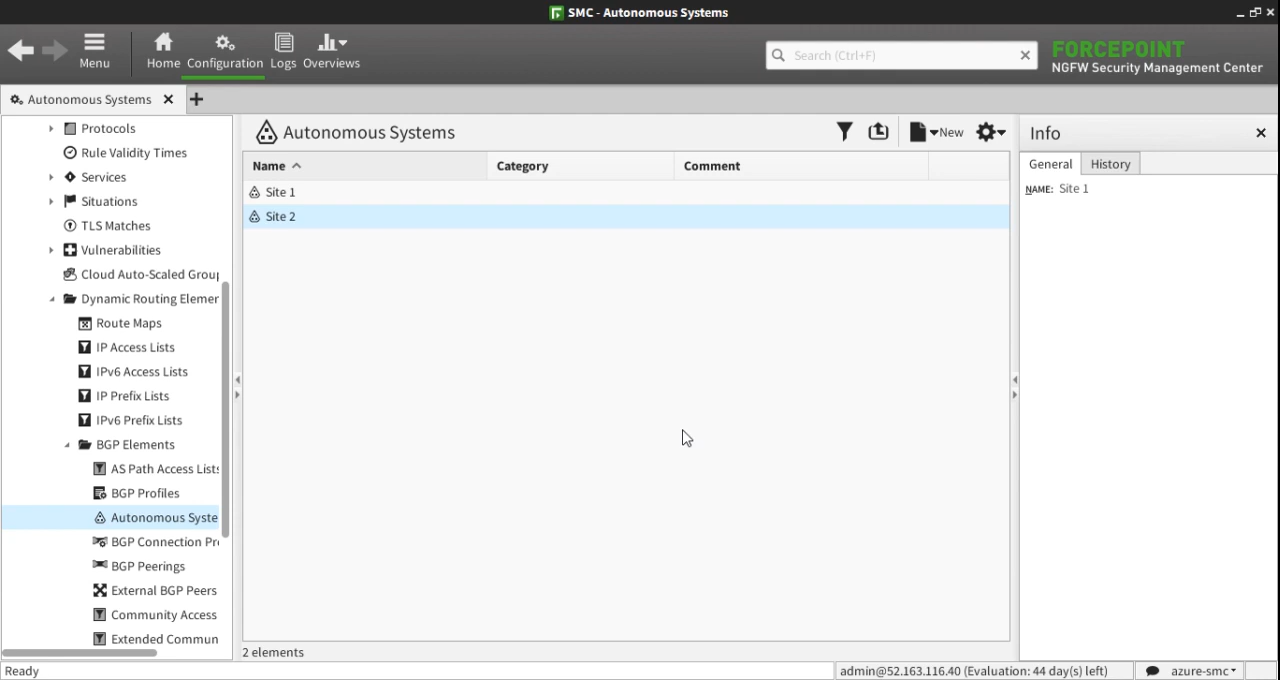 SMC - Autonomous Systems
Menu
Home
Configuration
Logs
Overviews
Search (Ctrl+F)
FORCEPOINT
NGFW Security Management Center
Autonomous Systems
Protocols
Rule Validity Times
Services
Situations
TLS Matches
Vulnerabilities
Cloud Auto-Scaled Group
Dynamic Routing Elemen
Route Maps
IP Access Lists
IPv6 Access Lists
IP Prefix Lists
IPv6 Prefix Lists
BGP Elements
AS Path Access Lists
BGP Profiles
Autonomous Syste
BGP Connection Pro
BGP Peerings
External BGP Peers
Community Access
Extended Commun
Autonomous Systems
New
Name
Category
Comment
Site 1
Site 2
2 elements
Info
General
History
NAME: Site 1
Ready
admin@52.163.116.40 (Evaluation: 44 day(s) left)
azure-smc